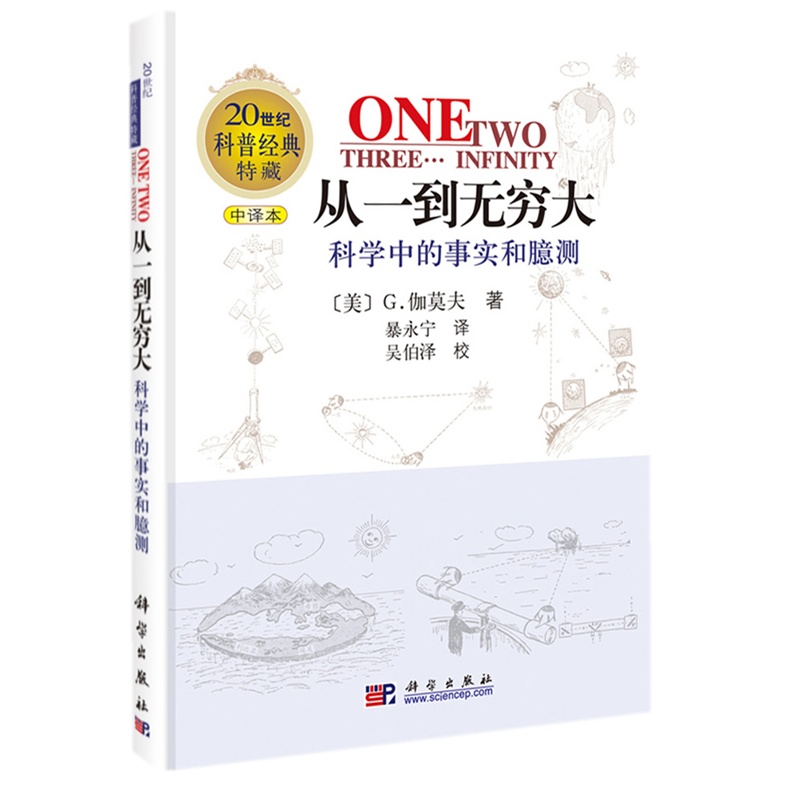 20世纪
科普经典特藏
ONE TWO
THREE… INFINITY
从一到无穷大
科学中的事实和臆测
科学出版社
20世纪
科普经典
特藏
中译本
ONE TWO
THREE… INFINITY
从一到无穷大
科学中的事实和臆测
〔美〕G.伽莫夫 著
暴永宁 译
吴伯泽 校
科学出版社
www.sciencep.com